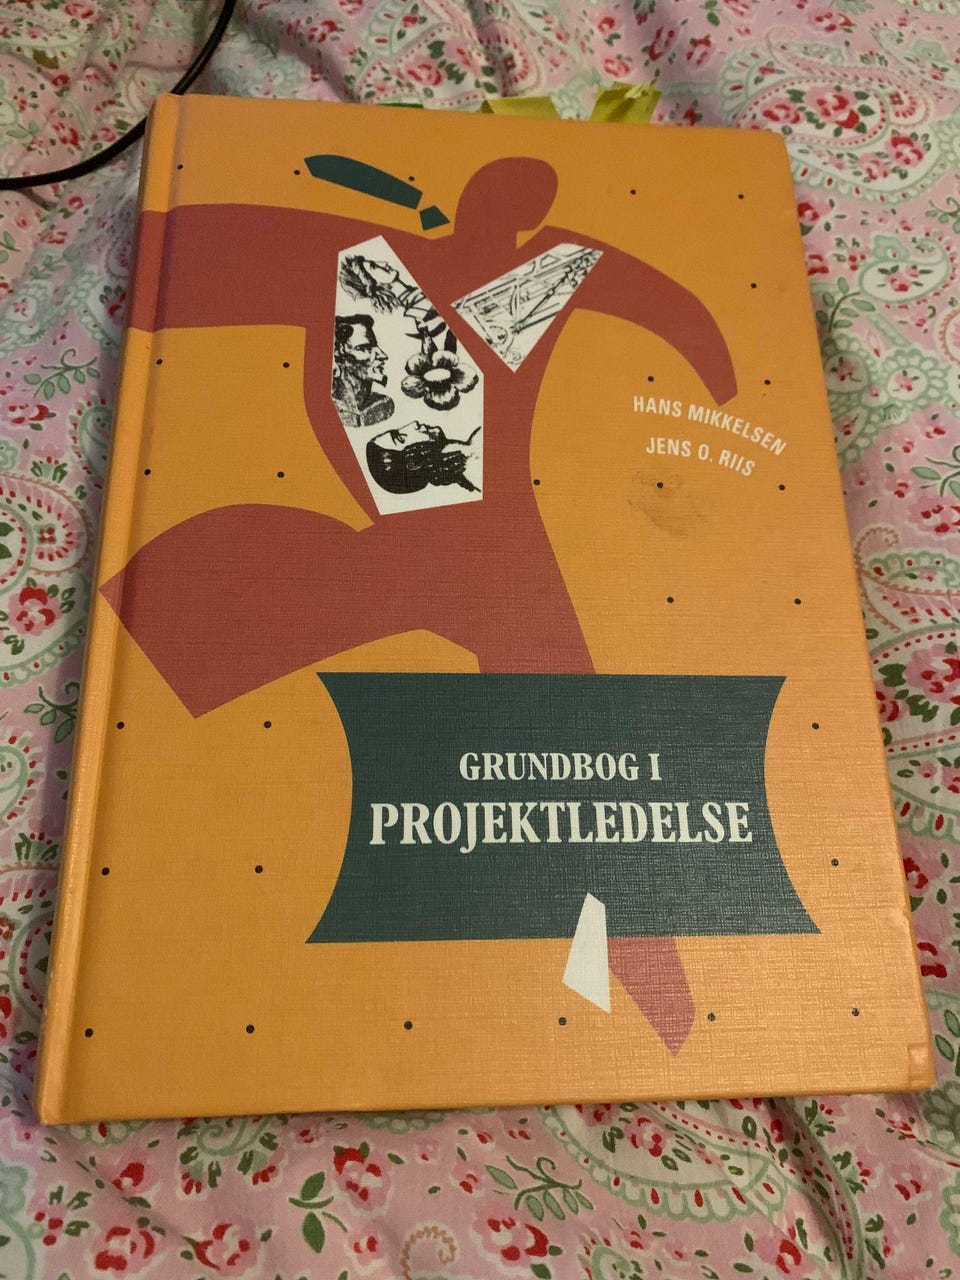 HANS MIKKELSEN
JENS O. RIIS
GRUNDBOG I
PROJEKTLEDELSE